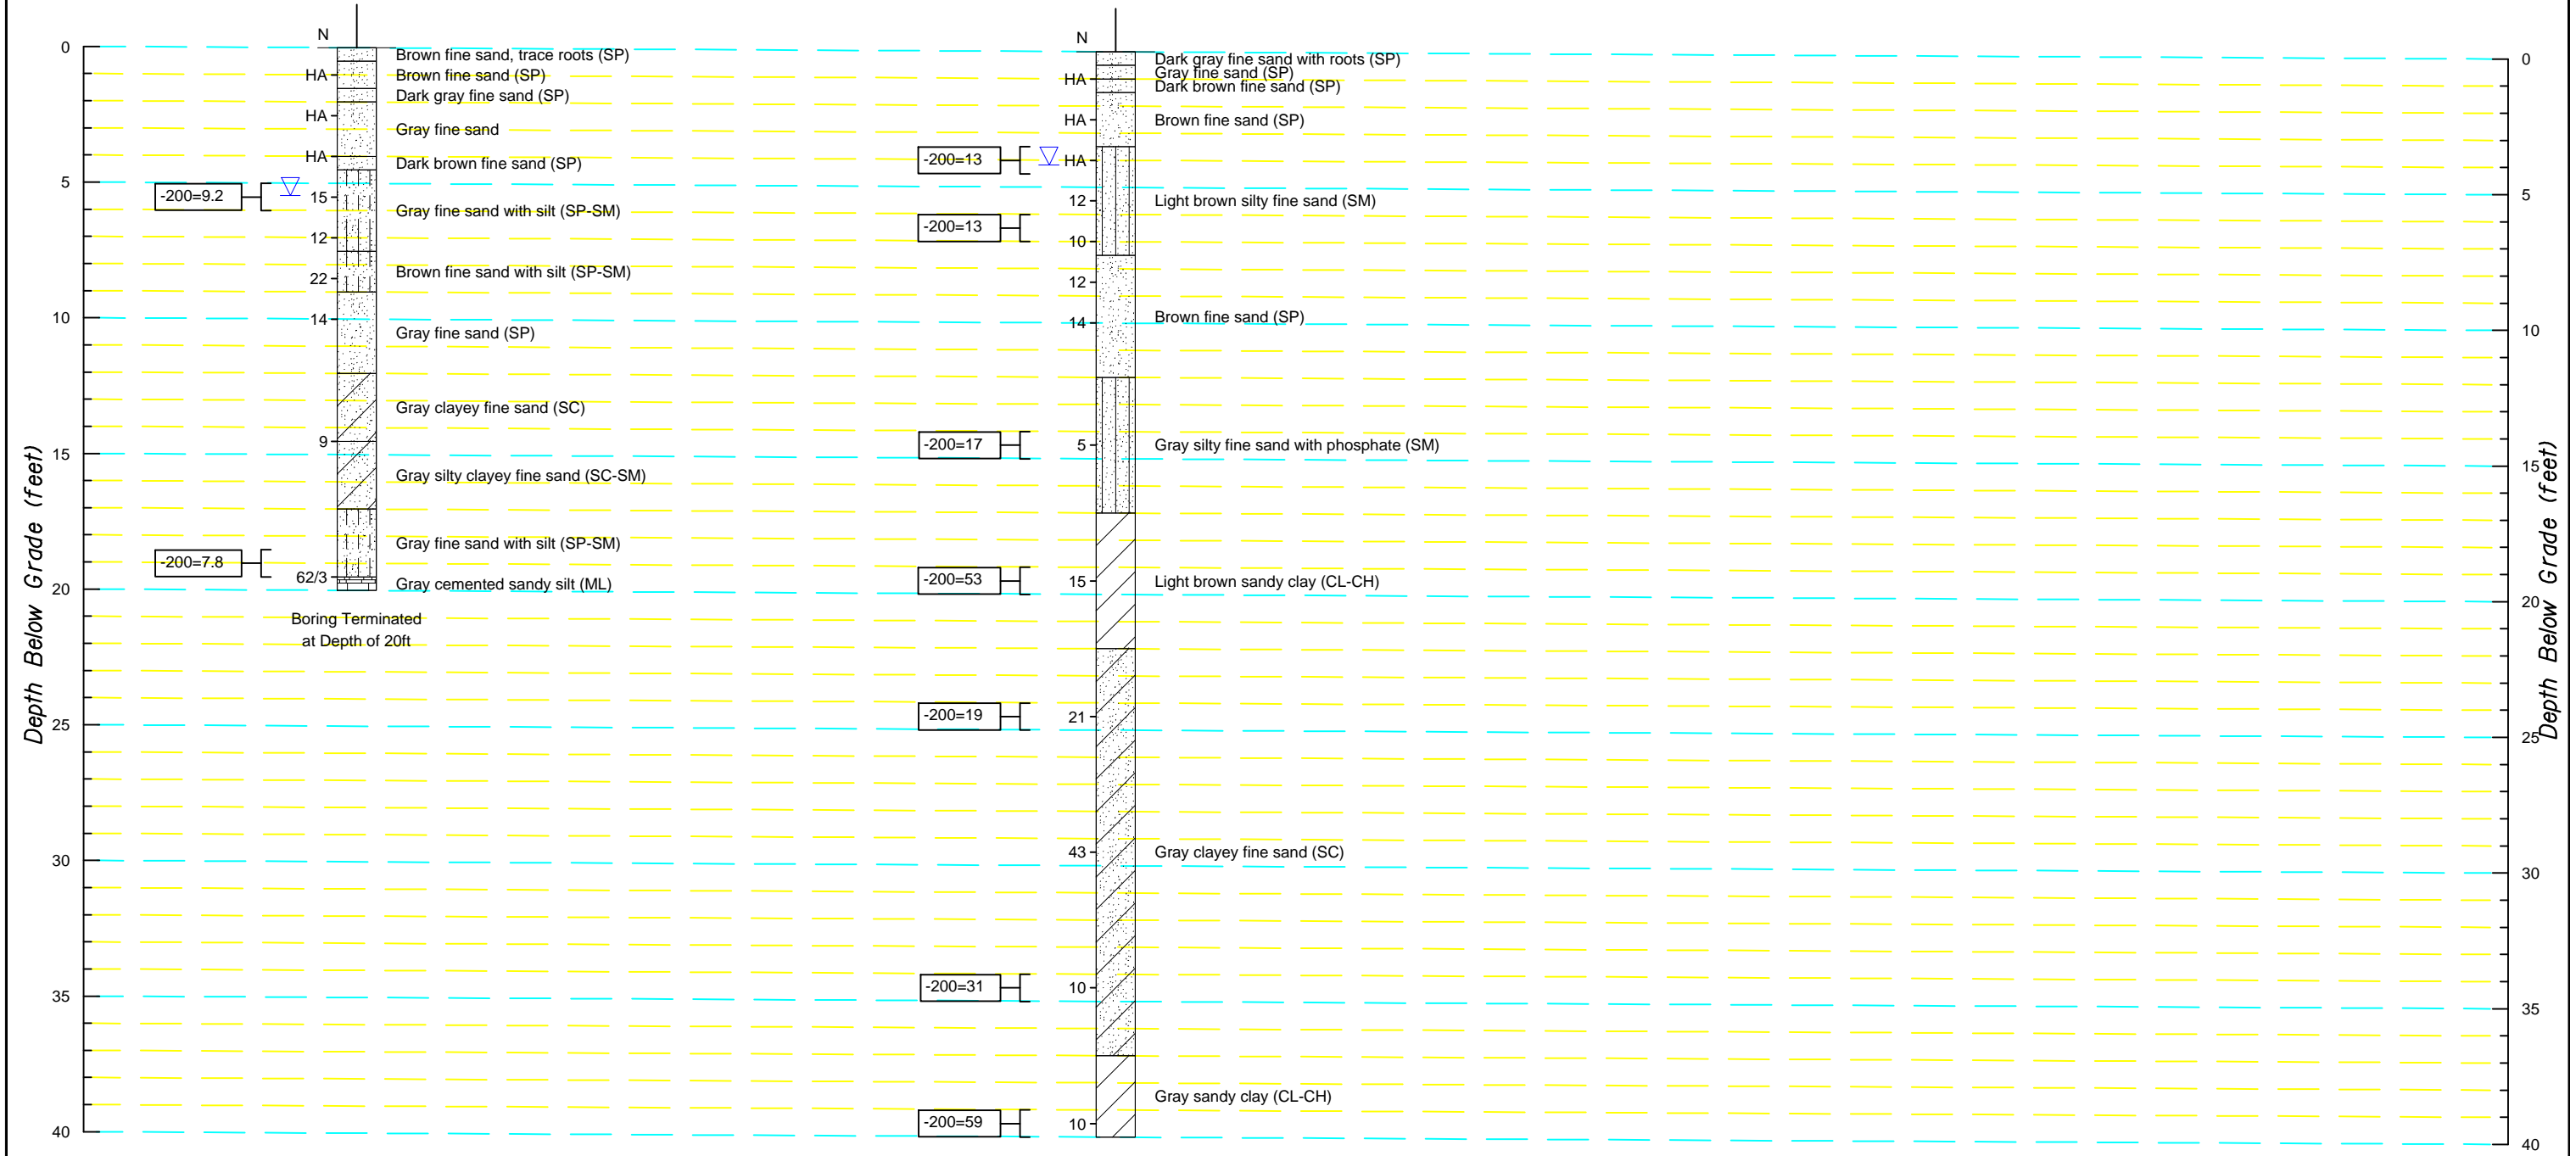 Depth Below Grade (feet)
0
5
10
15
20
25
30
35
40
N
HA
HA
HA
15
12
22
14
9
62/3
-200=9.2
-200=7.8
Brown fine sand, trace roots (SP)
Brown fine sand (SP)
Dark gray fine sand (SP)
Gray fine sand
Dark brown fine sand (SP)
Gray fine sand with silt (SP-SM)
Brown fine sand with silt (SP-SM)
Gray fine sand (SP)
Gray clayey fine sand (SC)
Gray silty clayey fine sand (SC-SM)
Gray fine sand with silt (SP-SM)
Gray cemented sandy silt (ML)
Boring Terminated
at Depth of 20ft
N
HA
HA
HA
12
10
12
14
5
15
21
43
10
10
-200=13
-200=13
-200=17
-200=53
-200=19
-200=31
-200=59
Dark gray fine sand with roots (SP)
Gray fine sand (SP)
Dark brown fine sand (SP)
Brown fine sand (SP)
Light brown silty fine sand (SM)
Brown fine sand (SP)
Gray silty fine sand with phosphate (SM)
Light brown sandy clay (CL-CH)
Gray clayey fine sand (SC)
Gray sandy clay (CL-CH)
0
5
10
15
20
25
30
35
40
Depth Below Grade (feet)